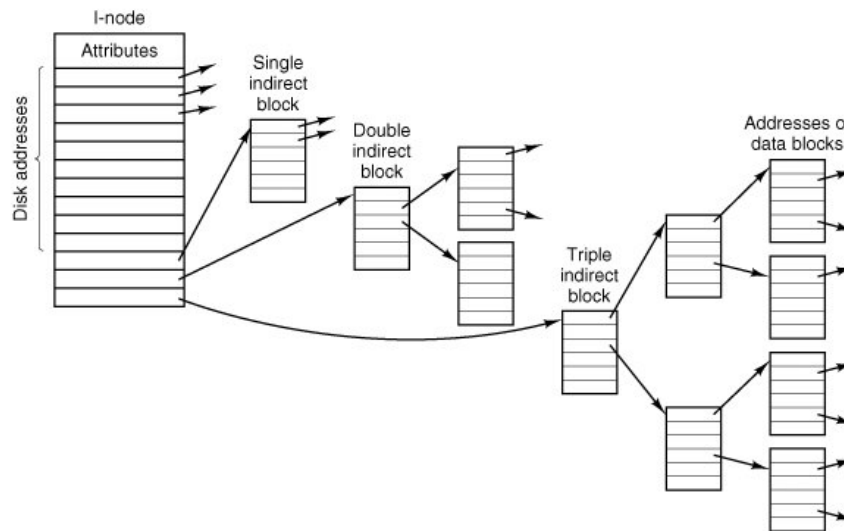 I-node
Attributes
Disk addresses
Single
indirect
block
Double
indirect
block
Triple
indirect
block
Addresses o
data blocks